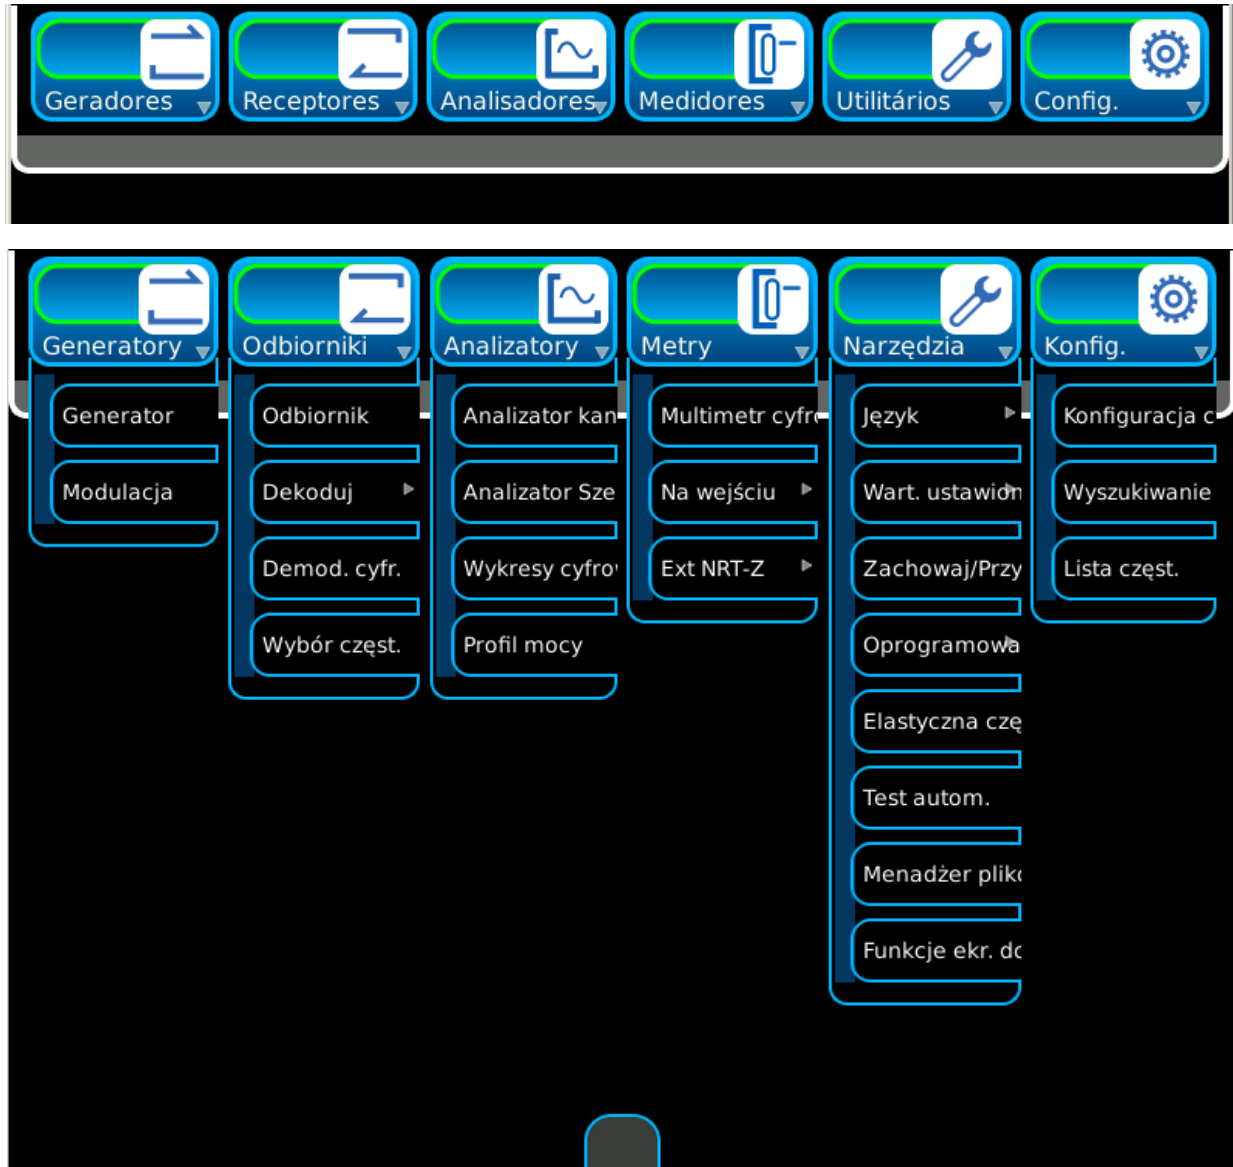 Geradores Receptores Analisadores Medidores Utilitários Config.
Generatory Odbiorniki Analizatory Metry Narzędzia Konfig.
Generator
Modulacja
Odbiornik
Dekoduj
Demod. cyfr.
Wybór częst.
Analizator kan
Analizator Sze
Wykresy cyfro
Profil mocy
Multimetr cyfr
Na wejściu
Ext NRT-Z
Język
Wart. ustawion
Zachowaj/Przy
Oprogramowa
Elastyczna czę
Test autom.
Menadżer plik
Funkcje ekr. do
Konfiguracja c
Wyszukiwanie
Lista częst.